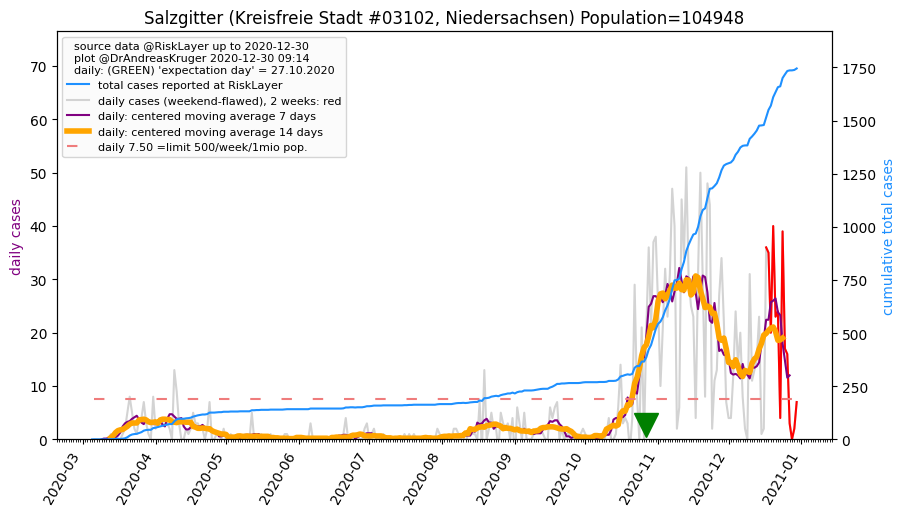 Salzgitter (Kreisfreie Stadt #03102, Niedersachsen) Population=104948
source data @RiskLayer up to 2020-12-30
plot @DrAndreasKruger 2020-12-30 09:14
daily: (GREEN) 'expectation day' = 27.10.2020
total cases reported at RiskLayer
daily cases (weekend-flawed), 2 weeks: red
daily: centered moving average 7 days
daily: centered moving average 14 days
daily 7.50 =limit 500/week/1mio pop.
daily cases
70
60
50
40
30
20
10
0
cumulative total cases
1750
1500
1250
1000
750
500
250
0
2020-03
2020-04
2020-05
2020-06
2020-07
2020-08
2020-09
2020-10
2020-11
2020-12
2021-01